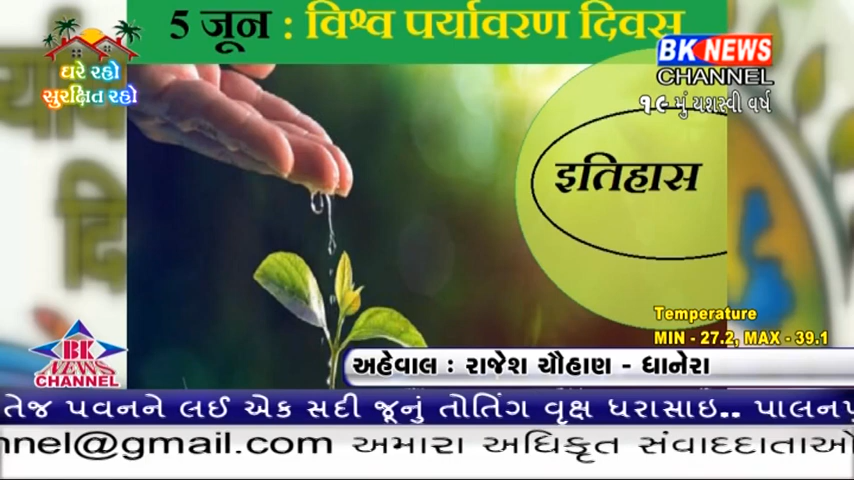 5 जून : विश्व पर्यावरण दिवस
ઘરે રહો
સુરક્ષિત રહો
BK NEWS
CHANNEL
૧૯ મું યશસ્વી વર્ષ
इतिहास
Temperature
MIN - 27.2, MAX - 39.1
BK
NEWS
CHANNEL
અહેવાલ : રાજેશ ચૌહાણ - ધાનેરા
તેજ પવનને લઈ એક સદી જૂનું તોતિંગ વૃક્ષ ધરાસાઇ.. પાલનપુ
nnel@gmail.com અમારા અધિકૃત સંવાદદાતાઓ